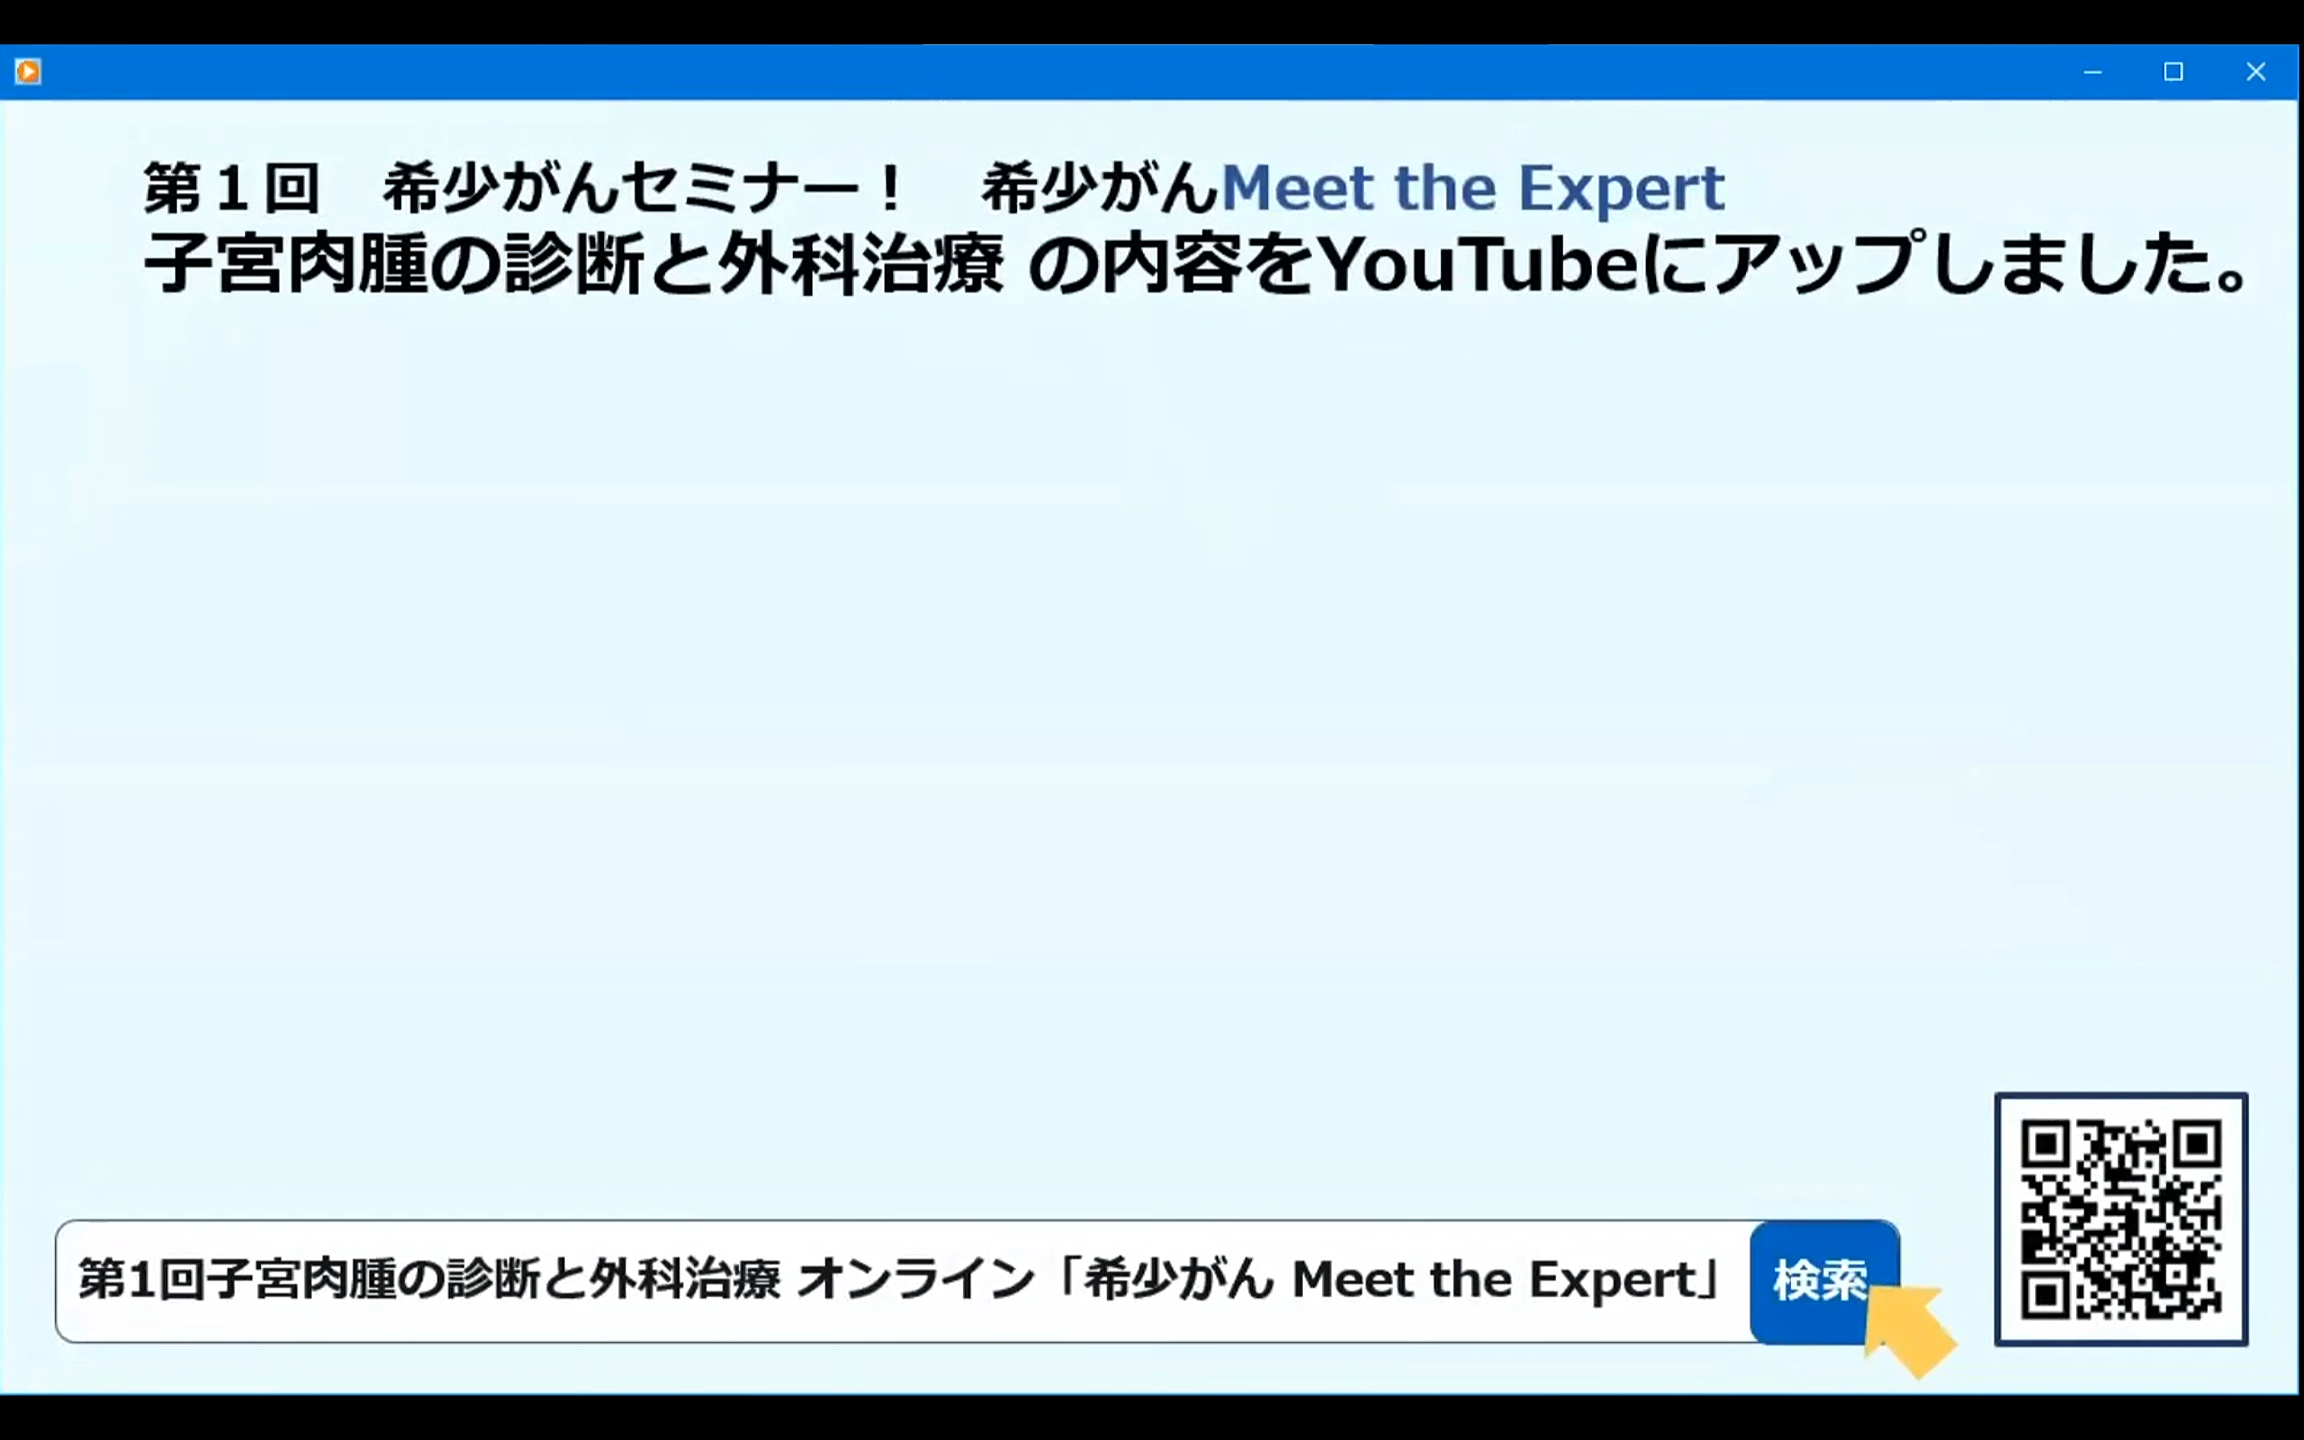 第１回　希少がんセミナー！　希少がんMeet the Expert
子宮肉腫の診断と外科治療 の内容をYouTubeにアップしました。
第1回子宮肉腫の診断と外科治療 オンライン「希少がん Meet the Expert」
検索